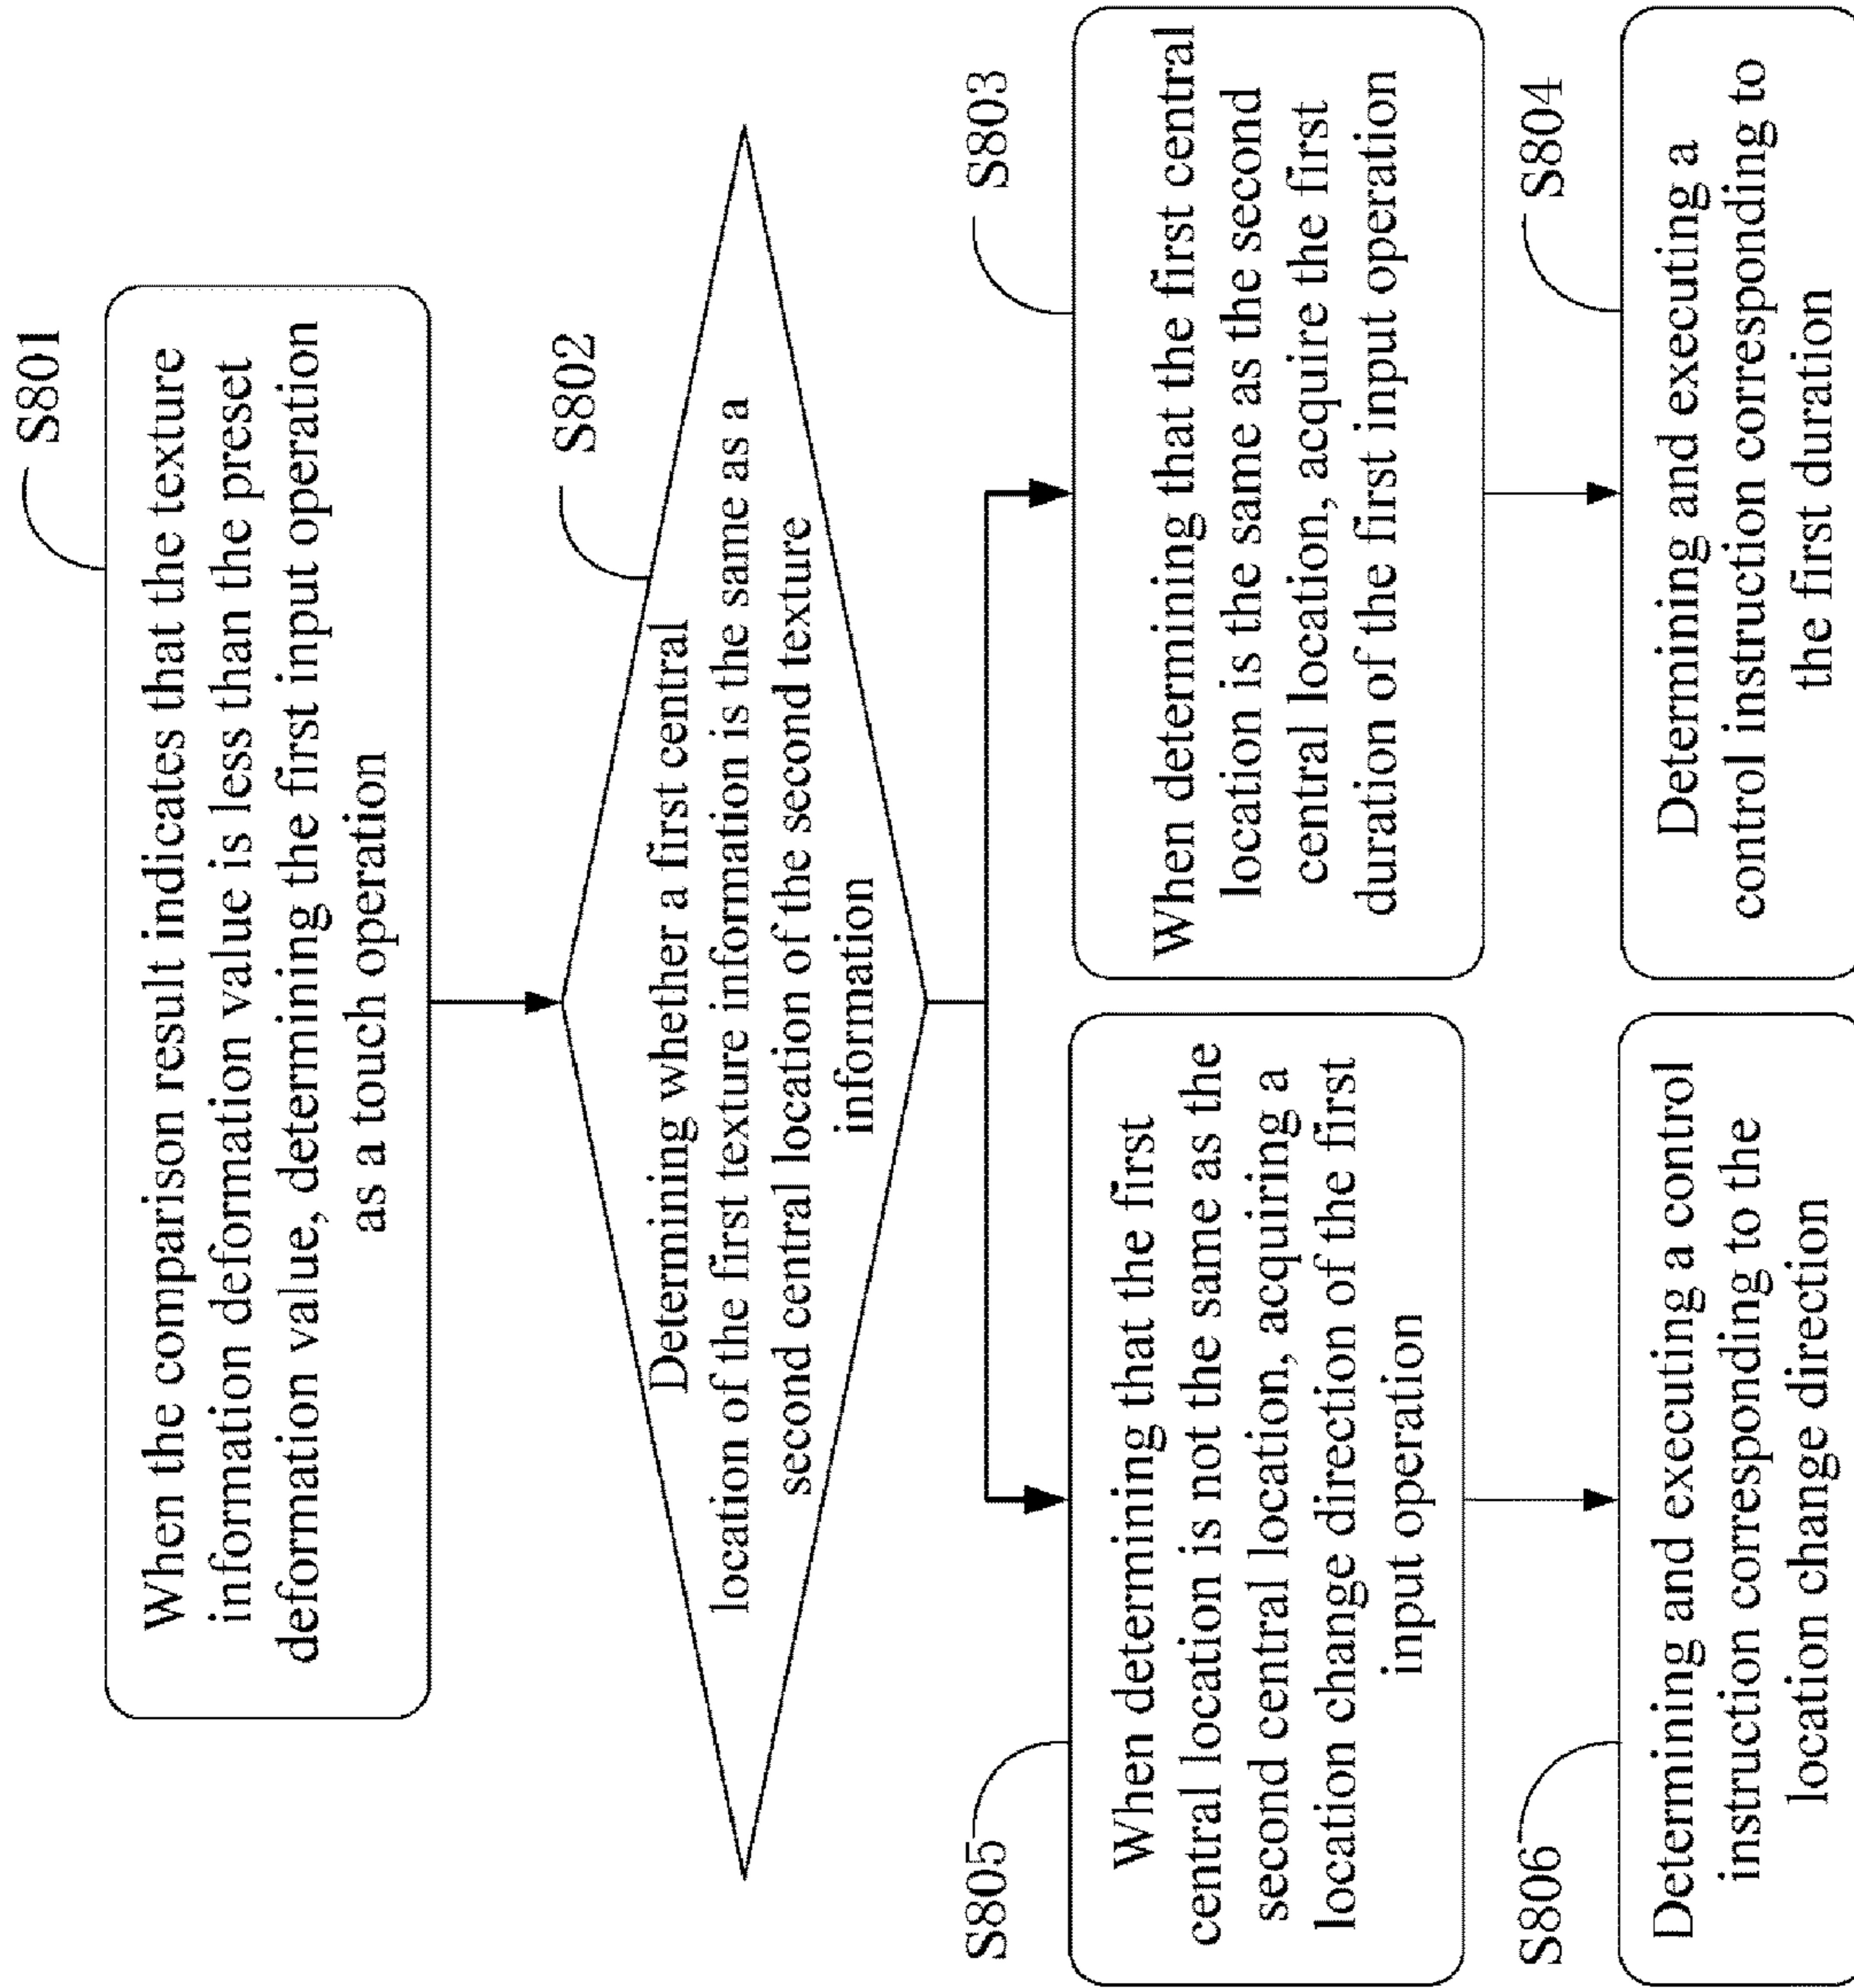 S801
When the comparison result indicates that the texture
information deformation value is less than the preset
deformation value, determining the first input operation
as a touch operation
S802
Determining whether a first central
location of the first texture information is the same as a
second central location of the second texture
information
S805
When determining that the first
central location is not the same as the
second central location, acquiring a
location change direction of the first
input operation
S803
When determining that the first central
location is the same as the second
central location, acquire the first
duration of the first input operation
S806
Determining and executing a control
instruction corresponding to the
location change direction
S804
Determining and executing a
control instruction corresponding to
the first duration